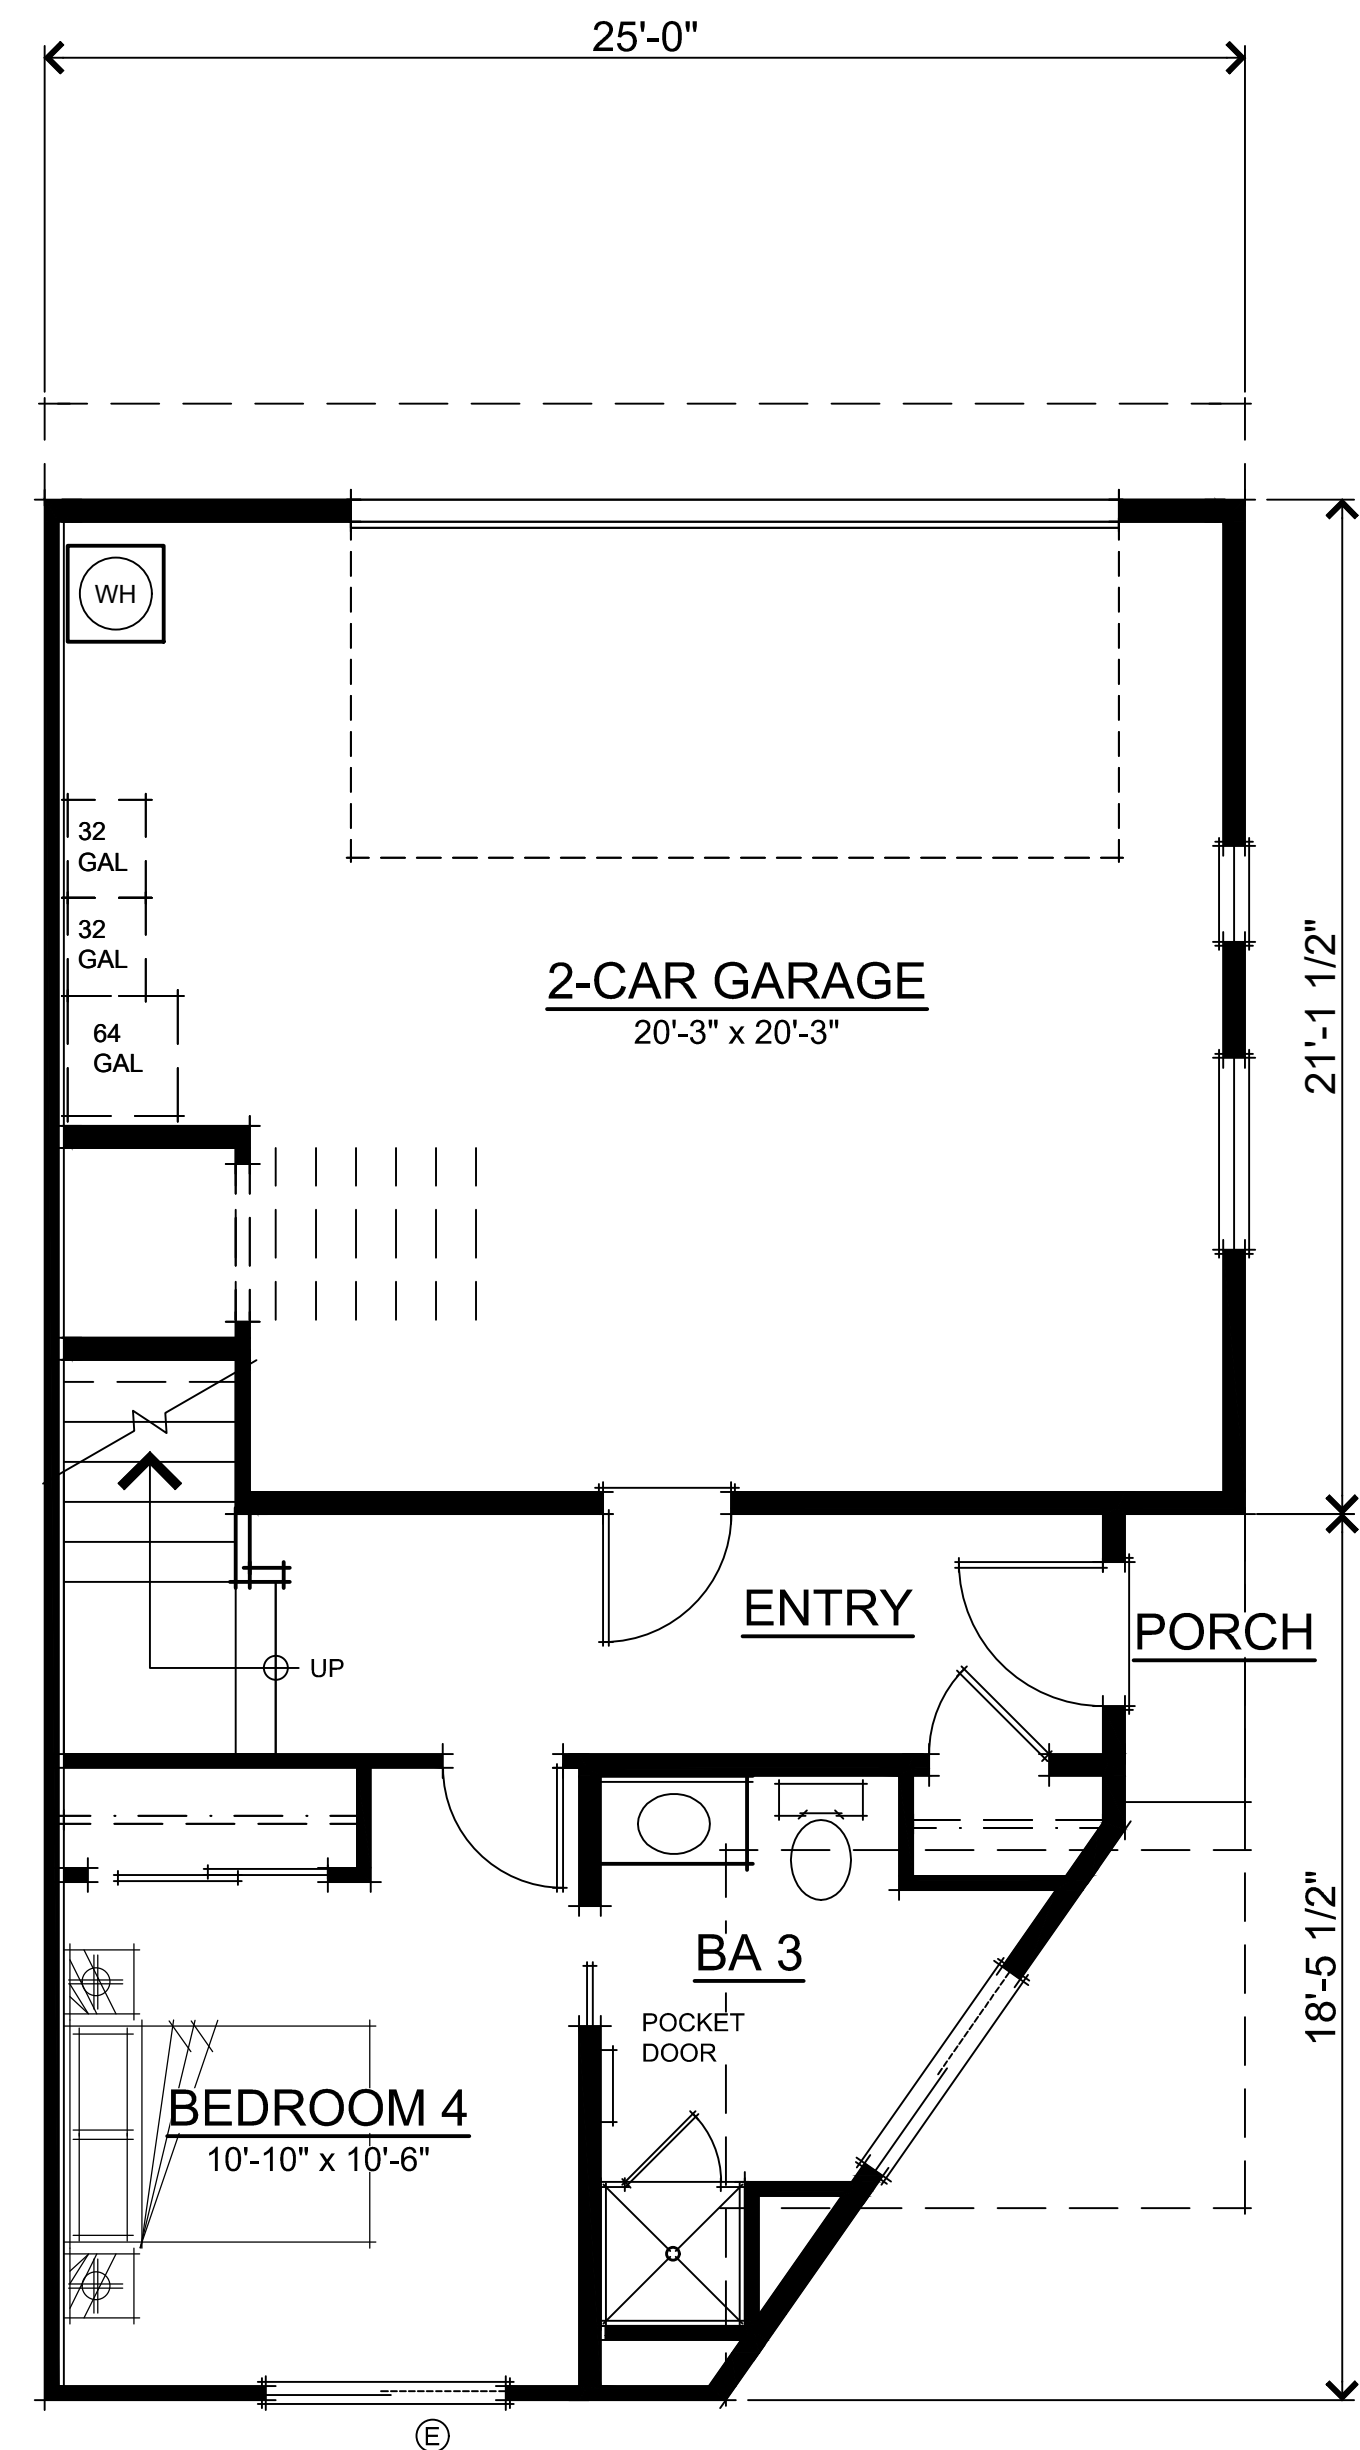 25'-0"
WH
32
GAL
32
GAL
64
GAL
2-CAR GARAGE
20'-3" x 20'-3"
21'-1 1/2"
ENTRY
PORCH
UP
BA 3
POCKET
DOOR
18'-5 1/2"
BEDROOM 4
10'-10" x 10'-6"
E